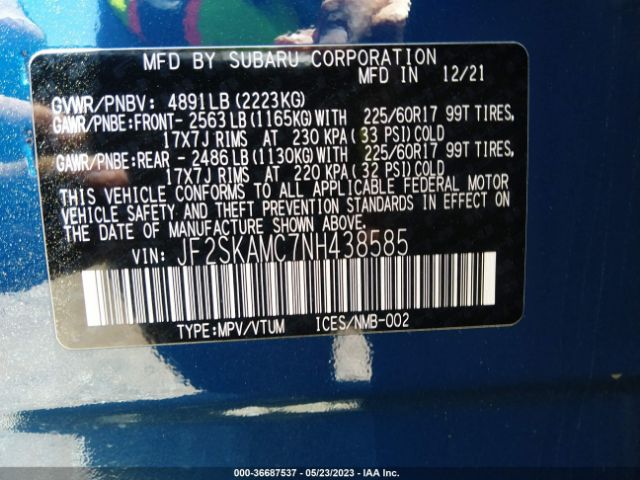 MFD BY SUBARU CORPORATION
MFD IN 12/21
GVWR/PNBV: 4891LB(2223KG)
GAWR/PNBE:FRONT- 2563LB(1165KG)WITH 225/60R17 99T TIRES,
17X7J RIMS AT 230 KPA(33 PSI)COLD
GAWR/PNBE:REAR - 2486LB(1130KG)WITH 225/60R17 99T TIRES,
17X7J RIMS AT 220 KPA(32 PSI)COLD
THIS VEHICLE CONFORMS TO ALL APPLICABLE FEDERAL MOTOR
VEHICLE SAFETY AND THEFT PREVENTION STANDARDS IN EFFECT ON
THE DATE OF MANUFACTURE SHOWN ABOVE.
VIN: JF2SKAMC7NH438585
TYPE:MPV/VTUM ICES/NMB-002
000-36687537 - 05/23/2023 - IAA Inc.